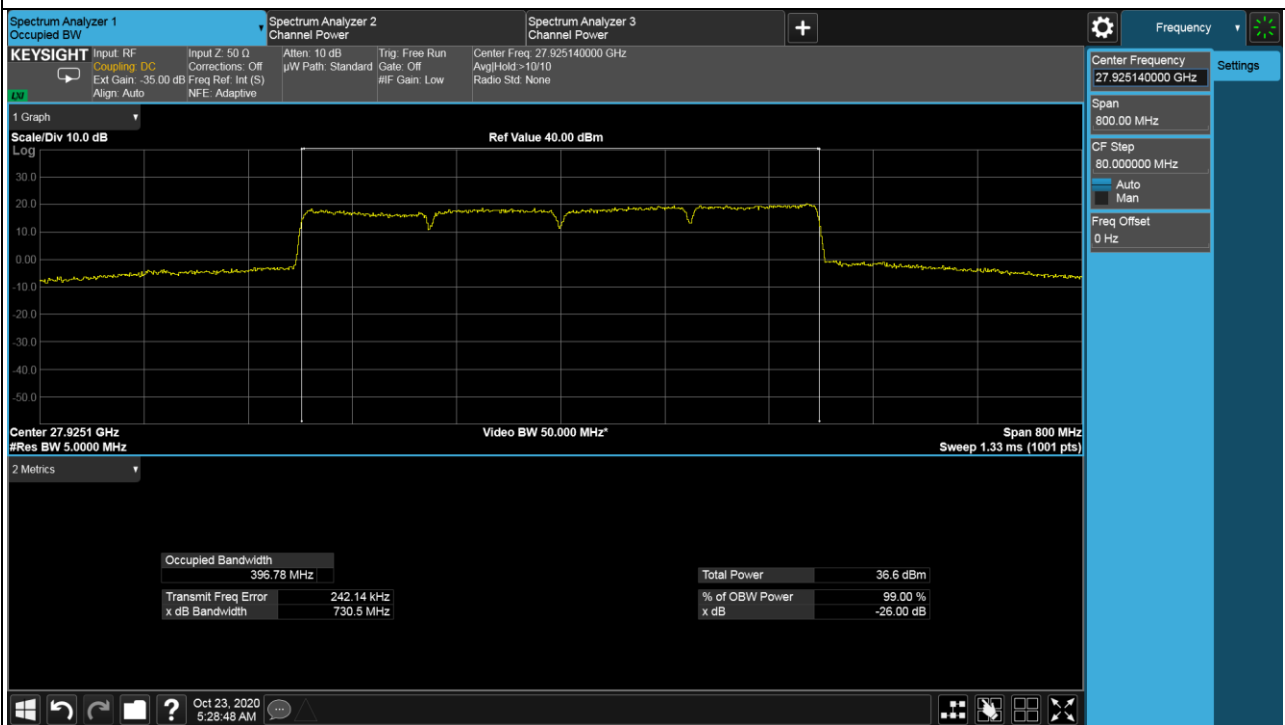 Spectrum Analyzer 1
Occupied BW
Spectrum Analyzer 2
Channel Power
Spectrum Analyzer 3
Channel Power
+
Frequency
KEYSIGHT
LXI
Input: RF
Coupling: DC
Ext Gain: -35.00 dB
Align: Auto
Input Z: 50 Ω
Corrections: Off
Freq Ref: Int (S)
NFE: Adaptive
Atten: 10 dB
µW Path: Standard
Trig: Free Run
Gate: Off
#IF Gain: Low
Center Freq: 27.925140000 GHz
Avg|Hold:>10/10
Radio Std: None
Center Frequency
27.925140000 GHz
Settings
Span
800.00 MHz
CF Step
80.000000 MHz
Auto
Man
Freq Offset
0 Hz
1 Graph
Scale/Div 10.0 dB
Ref Value 40.00 dBm
Log
30.0
20.0
10.0
0.00
-10.0
-20.0
-30.0
-40.0
-50.0
Center 27.9251 GHz
Video BW 50.000 MHz*
Span 800 MHz
#Res BW 5.0000 MHz
Sweep 1.33 ms (1001 pts)
2 Metrics
Occupied Bandwidth
396.78 MHz
Transmit Freq Error 242.14 kHz
x dB Bandwidth 730.5 MHz
Total Power 36.6 dBm
% of OBW Power 99.00 %
x dB -26.00 dB
?
Oct 23, 2020
5:28:48 AM